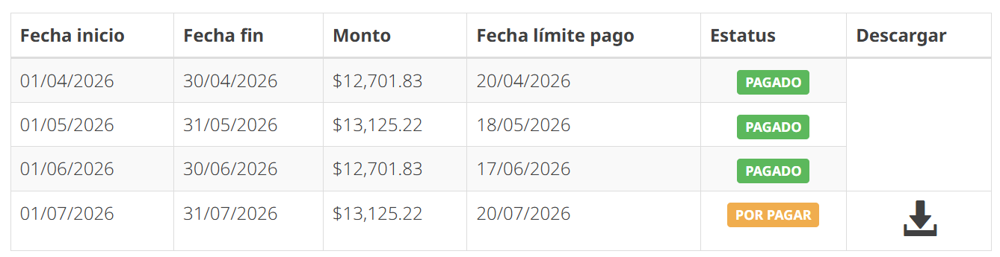 Fecha inicio Fecha fin Monto Fecha límite pago Estatus Descargar
01/04/2026 30/04/2026 $12,701.83 20/04/2026 PAGADO
01/05/2026 31/05/2026 $13,125.22 18/05/2026 PAGADO
01/06/2026 30/06/2026 $12,701.83 17/06/2026 PAGADO
01/07/2026 31/07/2026 $13,125.22 20/07/2026 POR PAGAR